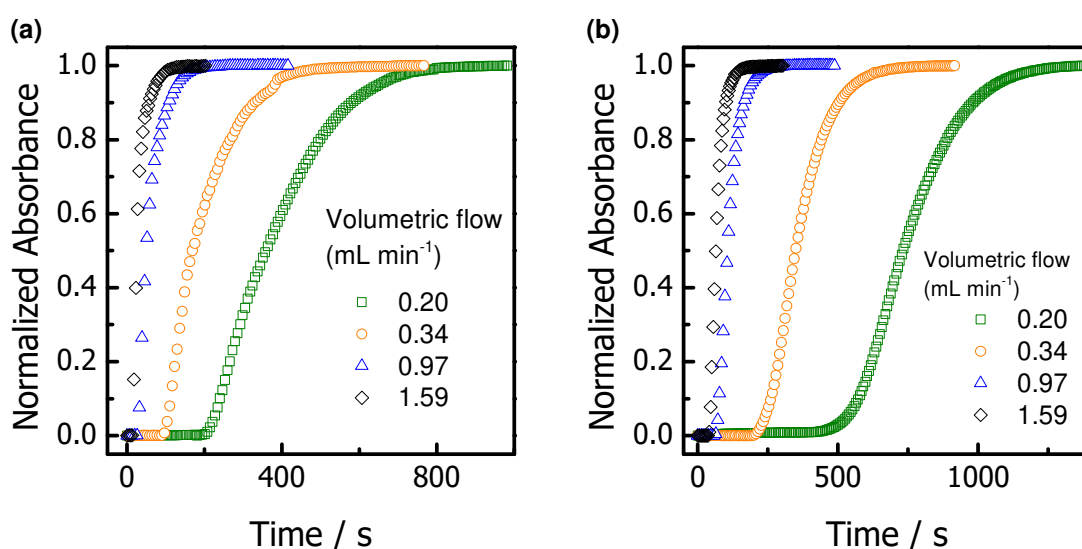 (a)
Normalized Absorbance
1.0
0.8
0.6
0.4
0.2
0.0
0
200
400
600
800
Time / s
Volumetric flow
(mL min⁻¹)
0.20
0.34
0.97
1.59
(b)
Normalized Absorbance
1.0
0.8
0.6
0.4
0.2
0.0
0
500
1000
Time / s
Volumetric flow
(mL min⁻¹)
0.20
0.34
0.97
1.59